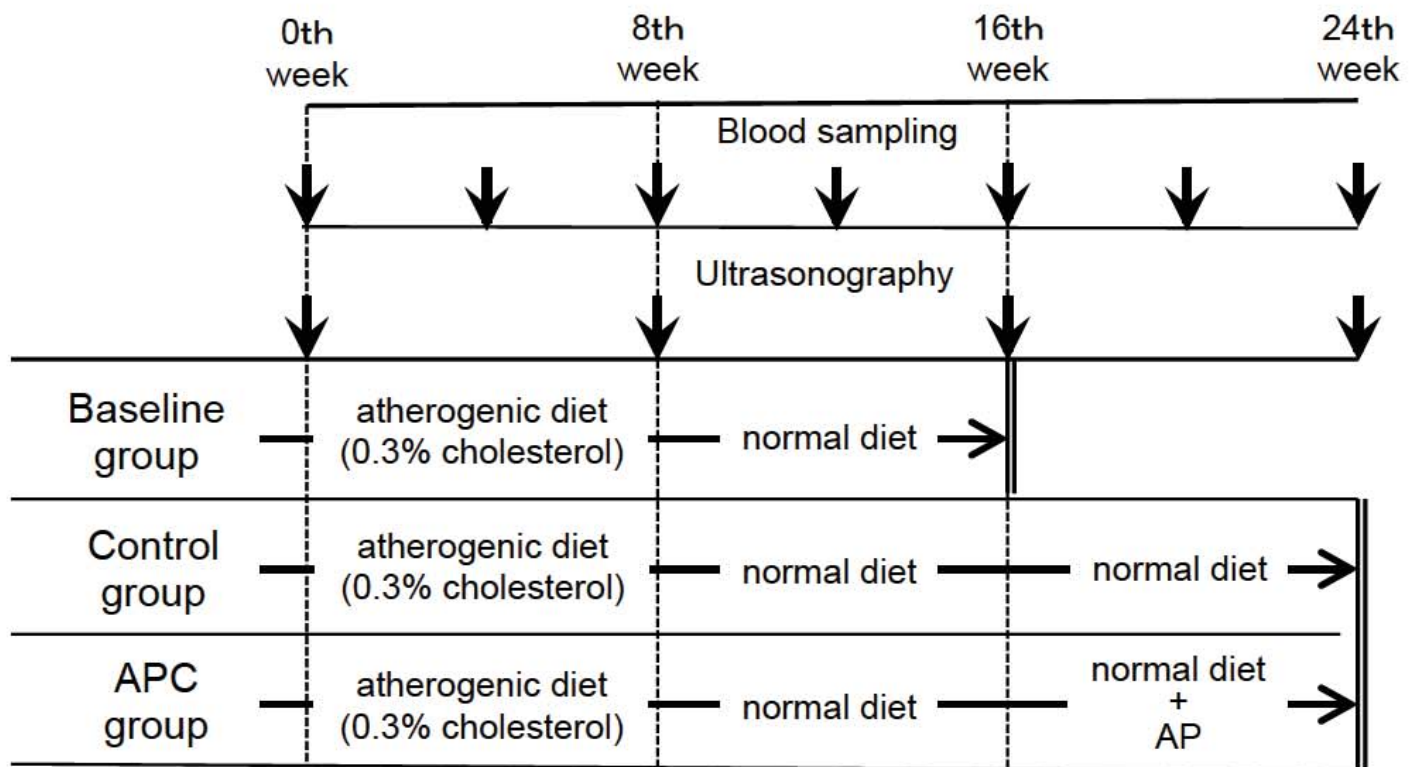 0th
week
8th
week
16th
week
24th
week
Blood sampling
Ultrasonography
Baseline
group
atherogenic diet
(0.3% cholesterol)
normal diet
Control
group
atherogenic diet
(0.3% cholesterol)
normal diet
normal diet
APC
group
atherogenic diet
(0.3% cholesterol)
normal diet
normal diet
+
AP